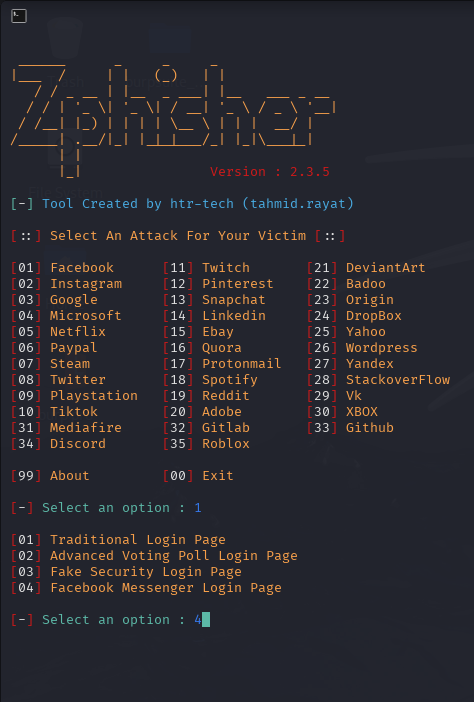 Zphisher
Version : 2.3.5
[-] Tool Created by htr-tech (tahmid.rayat)
[::] Select An Attack For Your Victim [::]
[01] Facebook [11] Twitch [21] DeviantArt
[02] Instagram [12] Pinterest [22] Badoo
[03] Google [13] Snapchat [23] Origin
[04] Microsoft [14] Linkedin [24] DropBox
[05] Netflix [15] Ebay [25] Yahoo
[06] Paypal [16] Quora [26] Wordpress
[07] Steam [17] Protonmail [27] Yandex
[08] Twitter [18] Spotify [28] StackoverFlow
[09] Playstation [19] Reddit [29] Vk
[10] Tiktok [20] Adobe [30] XBOX
[31] Mediafire [32] Gitlab [33] Github
[34] Discord [35] Roblox
[99] About [00] Exit
[-] Select an option : 1
[01] Traditional Login Page
[02] Advanced Voting Poll Login Page
[03] Fake Security Login Page
[04] Facebook Messenger Login Page
[-] Select an option : 4